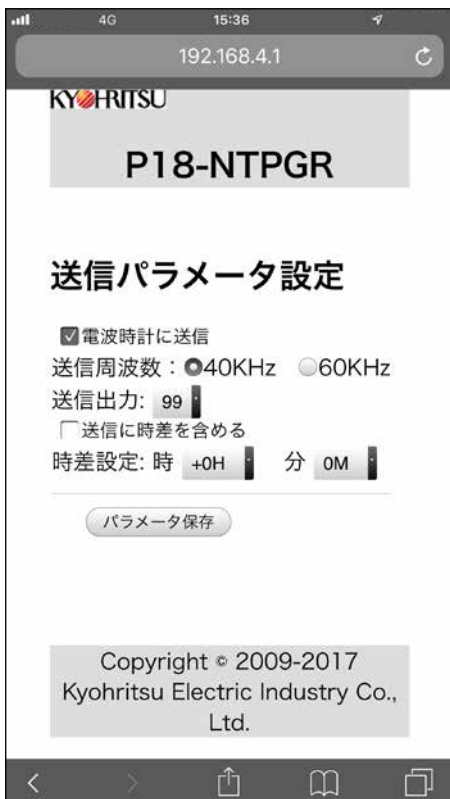 4G 15:36
192.168.4.1
KYOHRITSU
P18-NTPGR
送信パラメータ設定
電波時計に送信
送信周波数：40KHz 60KHz
送信出力: 99
送信に時差を含める
時差設定: 時 +0H 分 0M
パラメータ保存
Copyright © 2009-2017
Kyohritsu Electric Industry Co.,
Ltd.